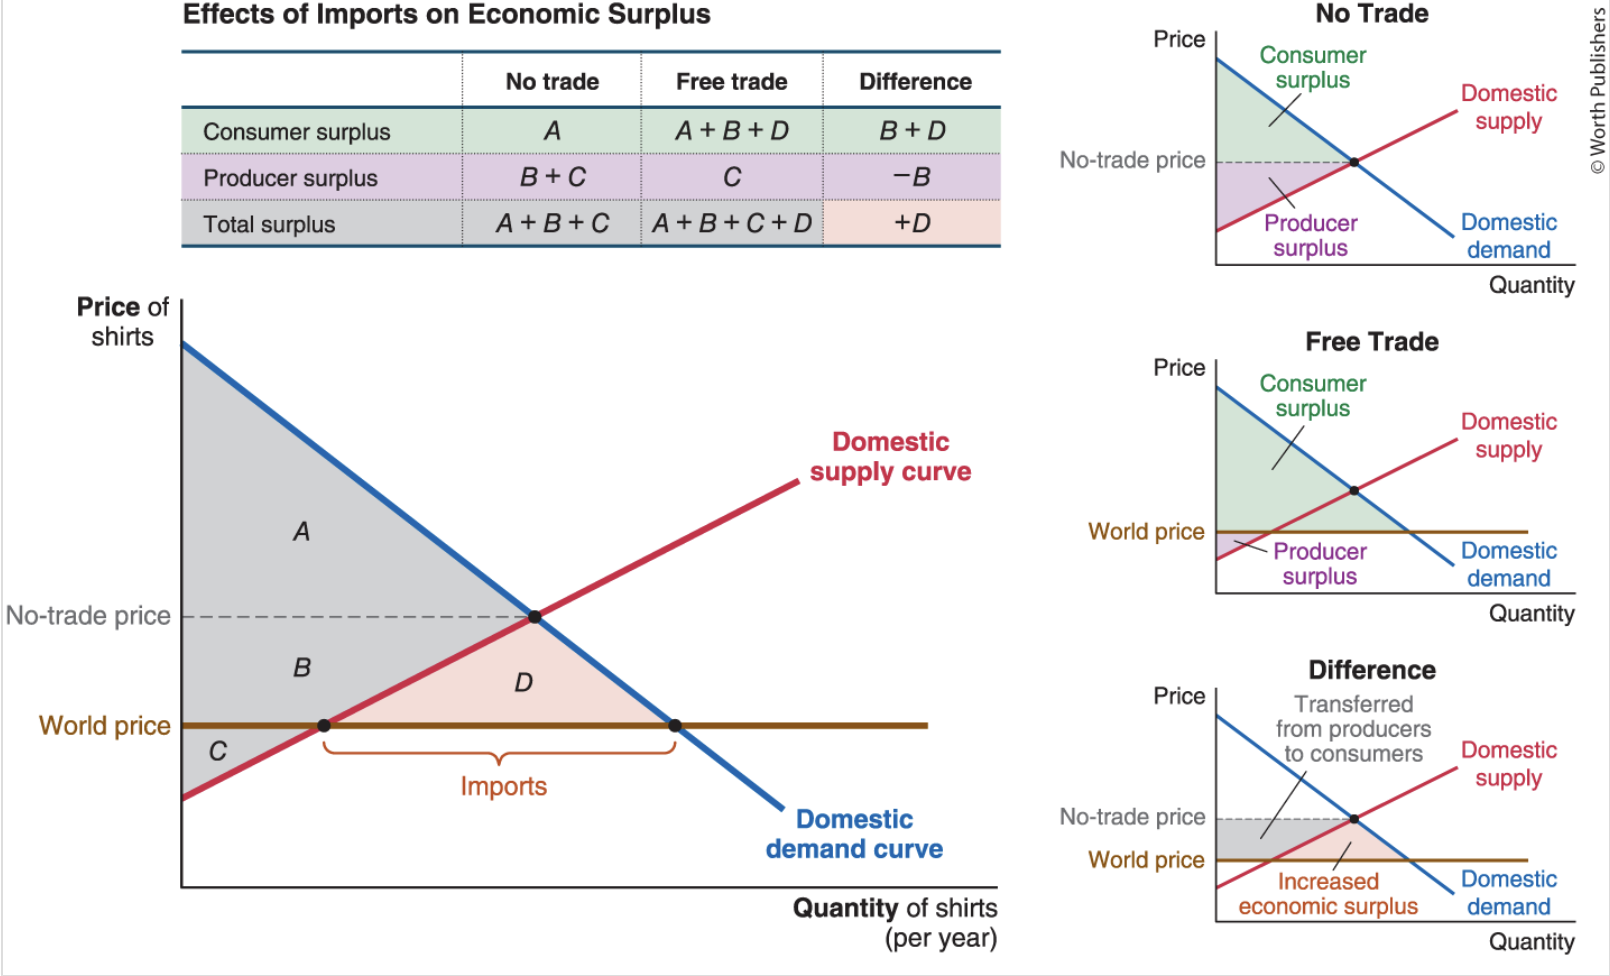 Effects of Imports on Economic Surplus
No trade Free trade Difference
Consumer surplus A A + B + D B + D
Producer surplus B + C C −B
Total surplus A + B + C A + B + C + D +D
Price of
shirts
No-trade price
World price
A
B
C
D
Imports
Domestic
supply curve
Domestic
demand curve
Quantity of shirts
(per year)
No Trade
Price
Consumer
surplus
Domestic
supply
No-trade price
Producer
surplus
Domestic
demand
Quantity
Free Trade
Price
Consumer
surplus
Domestic
supply
World price
Producer
surplus
Domestic
demand
Quantity
Difference
Price
Transferred
from producers
to consumers
Domestic
supply
No-trade price
World price
Increased
economic surplus
Domestic
demand
Quantity
© Worth Publishers